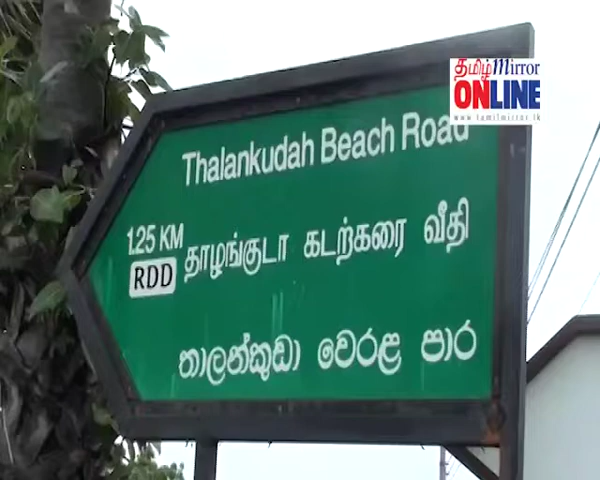 தமிழ்Mirror
ONLINE
www.tamilmirror.lk
Thalankudah Beach Road
1.25 KM
RDD
தாழங்குடா கடற்கரை வீதி
තාලන්කුඩා වෙරළ පාර